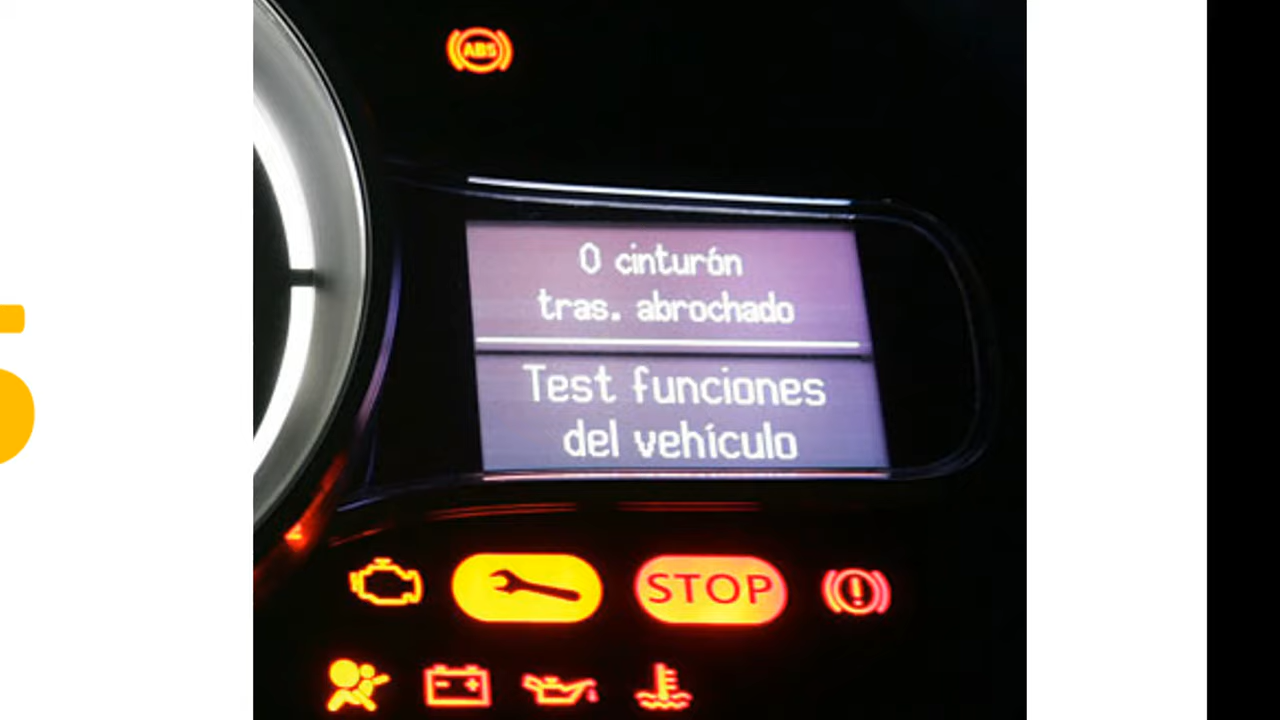 ABS
0 cinturón
tras. abrochado
Test funciones
del vehículo
STOP